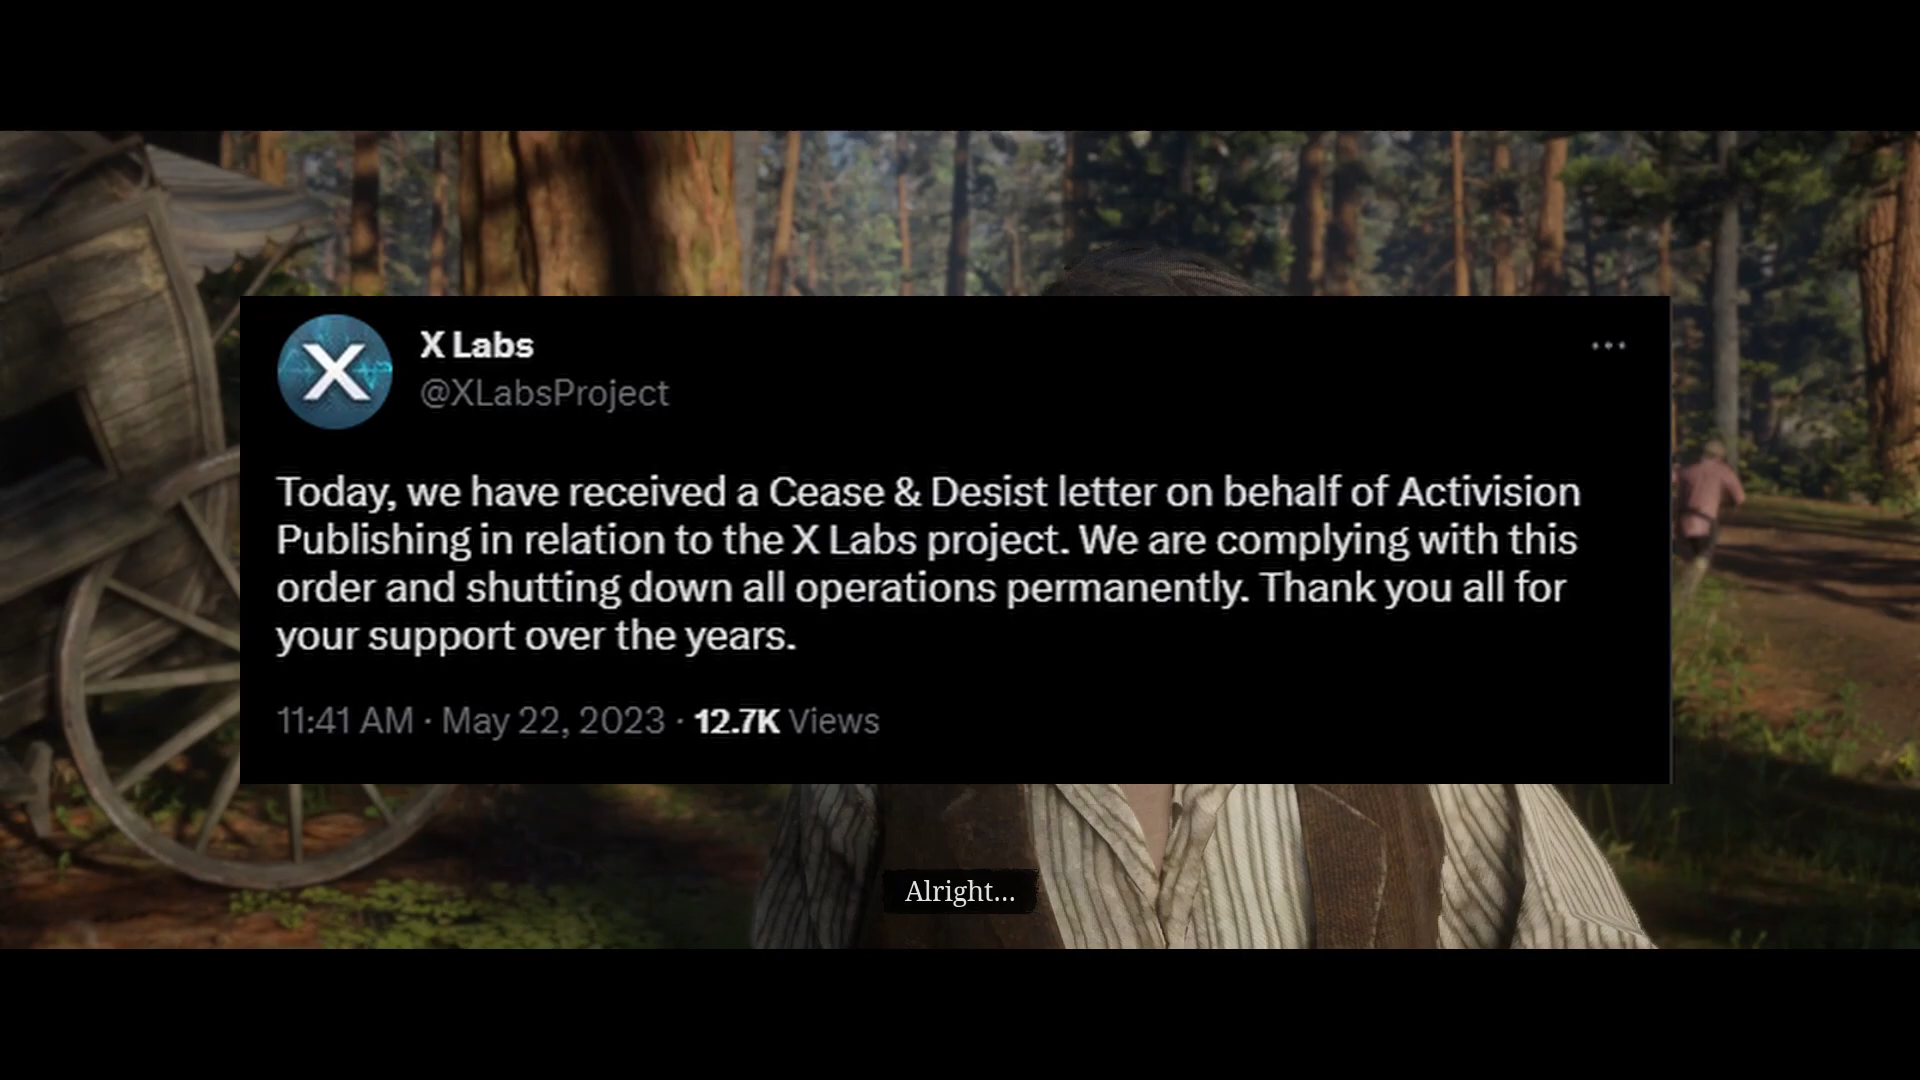 X Labs
@XLabsProject
Today, we have received a Cease & Desist letter on behalf of Activision
Publishing in relation to the X Labs project. We are complying with this
order and shutting down all operations permanently. Thank you all for
your support over the years.
11:41 AM · May 22, 2023 · 12.7K Views
Alright...